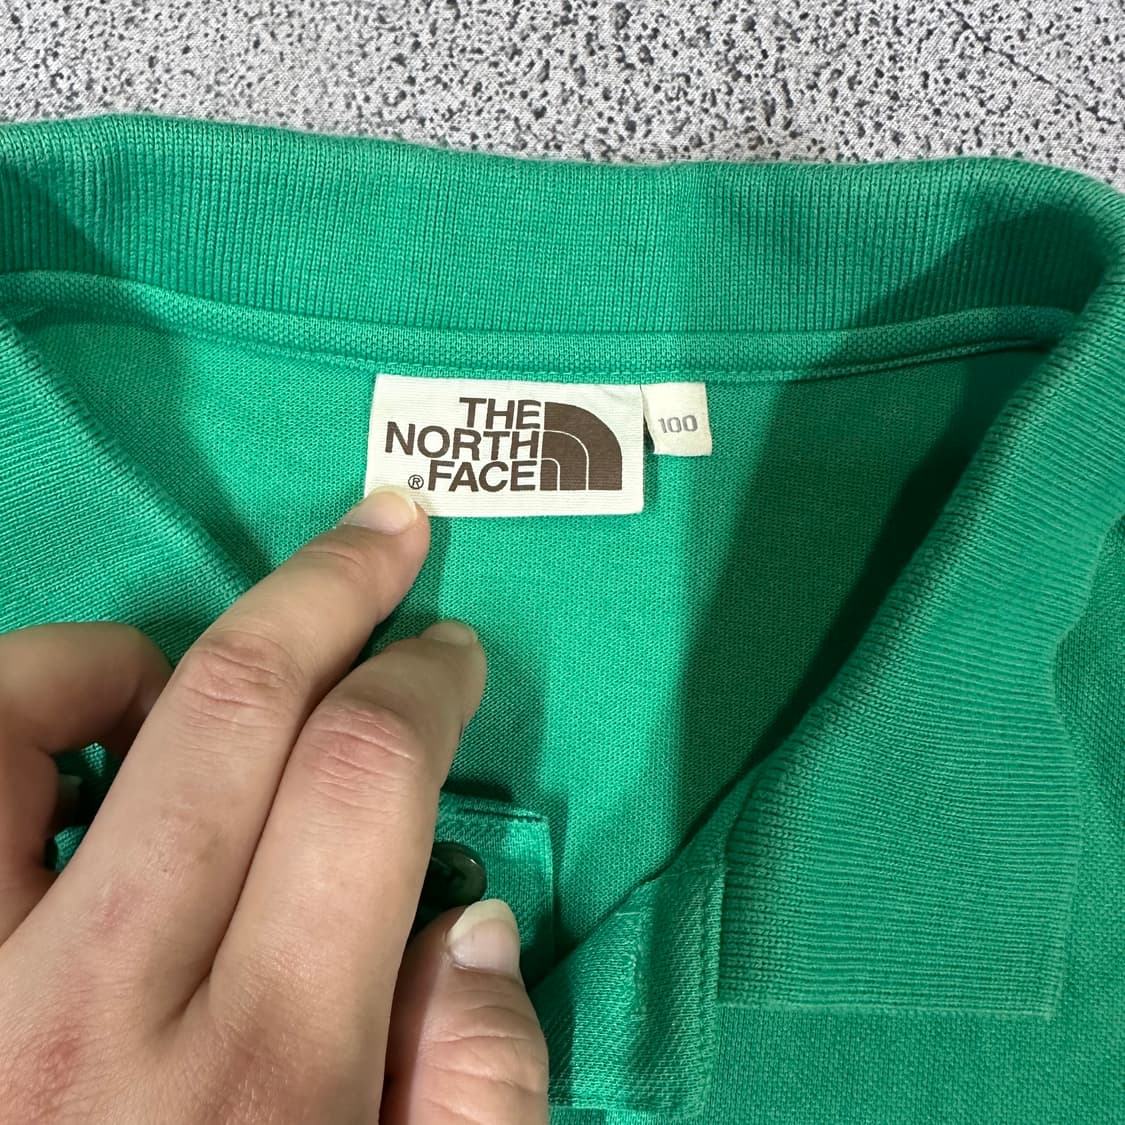 THE
NORTH
® FACE
100